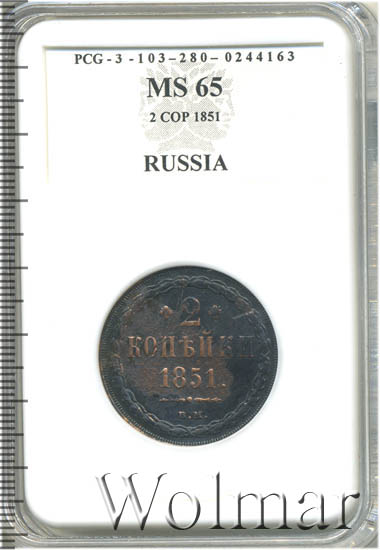 PCG - 3 - 103 - 280 - 0244163
MS 65
2 COP 1851
RUSSIA
2
КОПѢЙКИ
1851.
Wolmar